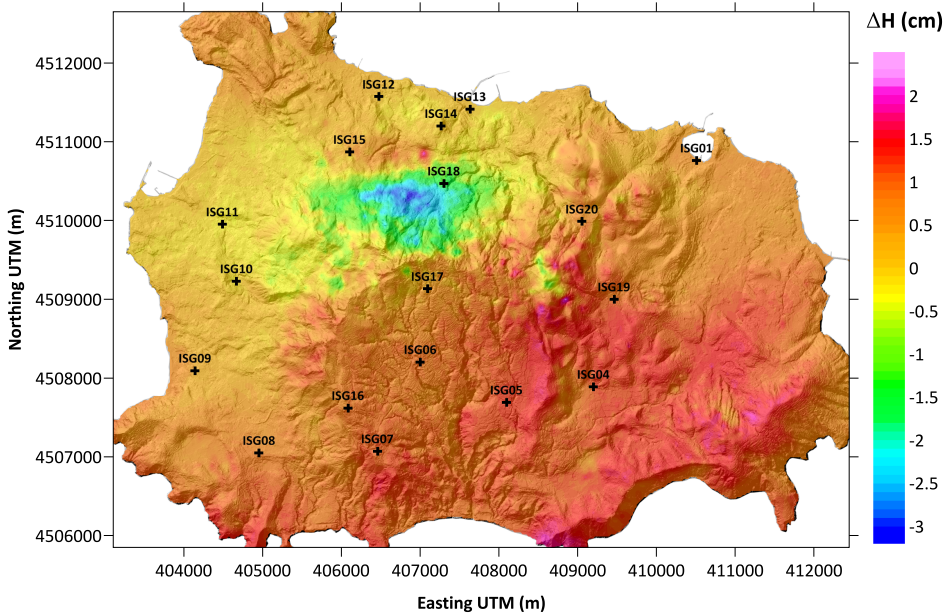 ΔH (cm)
4512000
4511000
4510000
4509000
4508000
4507000
4506000
Northing UTM (m)
ISG12
ISG13
ISG14
ISG15
ISG01
ISG18
ISG11
ISG20
ISG10
ISG17
ISG19
ISG06
ISG09
ISG04
ISG05
ISG16
ISG08
ISG07
2
1.5
1
0.5
0
-0.5
-1
-1.5
-2
-2.5
-3
404000 405000 406000 407000 408000 409000 410000 411000 412000
Easting UTM (m)